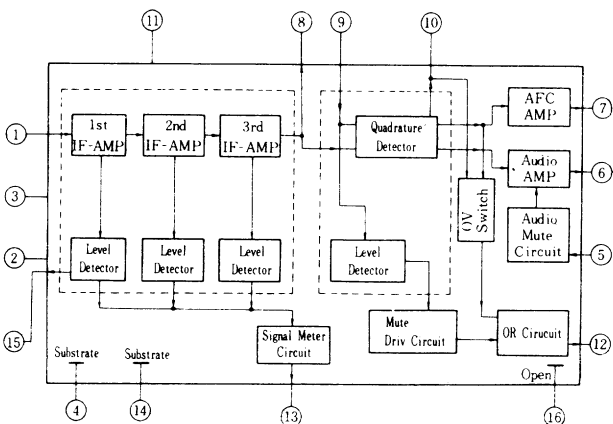 11
8
9
10
1
1st
IF-AMP
2nd
IF-AMP
3rd
IF-AMP
Quadrature
Detector
AFC
AMP
7
3
Audio
AMP
6
OV
Switch
Audio
Mute
Circuit
5
2
Level
Detector
Level
Detector
Level
Detector
Level
Detector
15
Signal Meter
Circuit
Mute
Driv Circuit
OR Cirucuit
12
Substrate
Substrate
Open
4
14
13
16